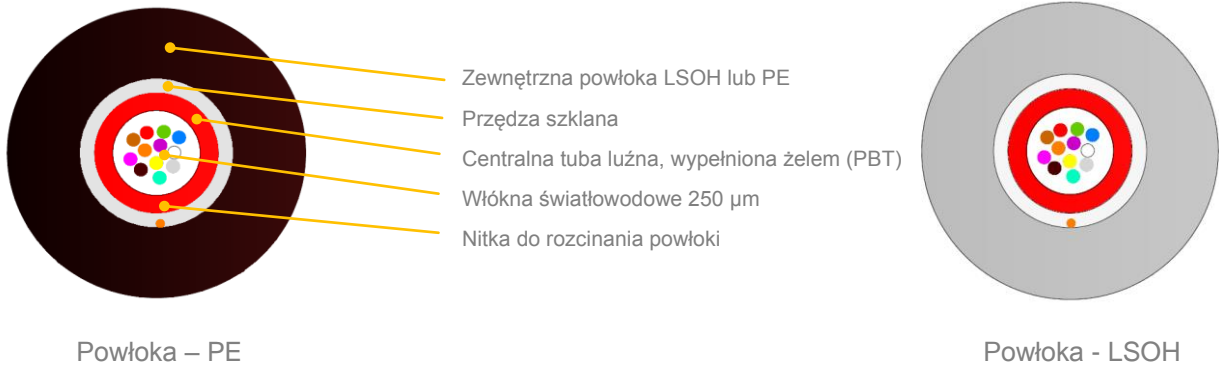 Zewnętrzna powłoka LSOH lub PE
Przędza szklana
Centralna tuba luźna, wypełniona żelem (PBT)
Włókna światłowodowe 250 µm
Nitka do rozcinania powłoki
Powłoka – PE
Powłoka - LSOH